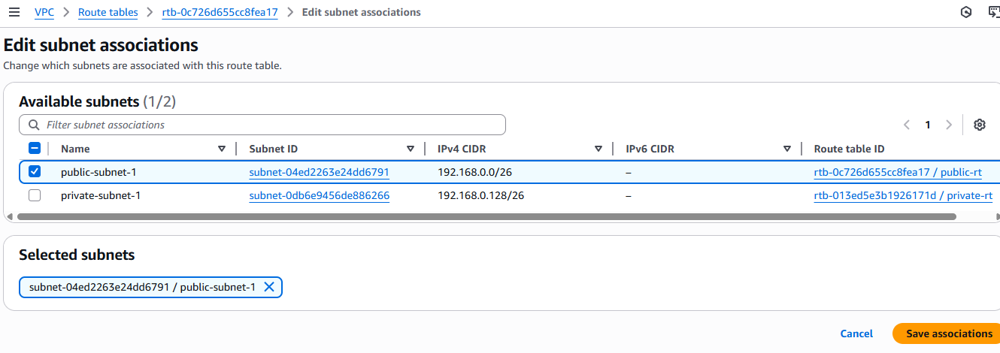 VPC > Route tables > rtb-0c726d655cc8fea17 > Edit subnet associations
Edit subnet associations
Change which subnets are associated with this route table.
Available subnets (1/2)
Filter subnet associations
1
Name Subnet ID IPv4 CIDR IPv6 CIDR Route table ID
public-subnet-1 subnet-04ed2263e24dd6791 192.168.0.0/26 – rtb-0c726d655cc8fea17 / public-rt
private-subnet-1 subnet-0db6e9456de886266 192.168.0.128/26 – rtb-013ed5e3b1926171d / private-rt
Selected subnets
subnet-04ed2263e24dd6791 / public-subnet-1
Cancel Save associations